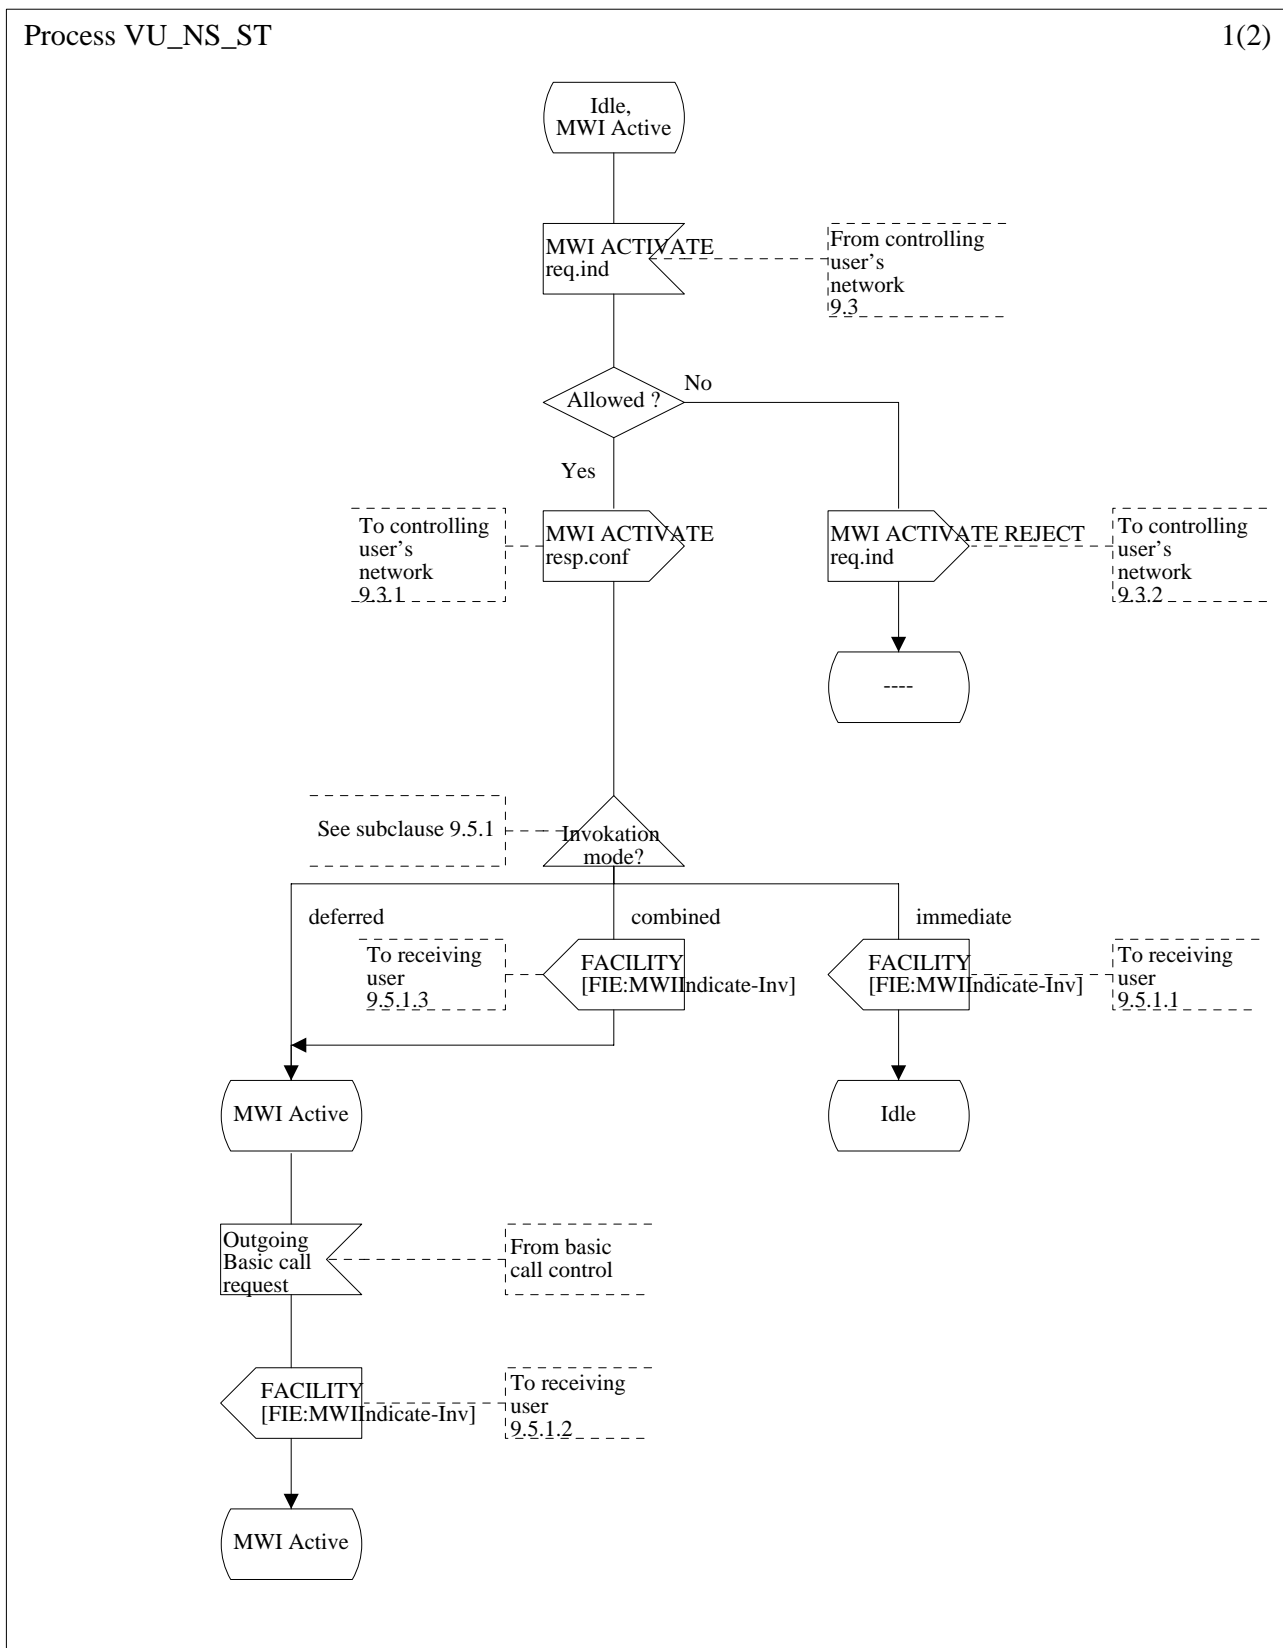 Process VU_NS_ST
1(2)
Idle,
MWI Active
MWI ACTIVATE
req.ind
From controlling
user's
network
9.3
Allowed ?
No
Yes
To controlling
user's
network
9.3.1
MWI ACTIVATE
resp.conf
MWI ACTIVATE REJECT
req.ind
To controlling
user's
network
9.3.2
----
See subclause 9.5.1
Invokation
mode?
deferred
combined
immediate
To receiving
user
9.5.1.3
FACILITY
[FIE:MWIIndicate-Inv]
FACILITY
[FIE:MWIIndicate-Inv]
To receiving
user
9.5.1.1
MWI Active
Idle
Outgoing
Basic call
request
From basic
call control
FACILITY
[FIE:MWIIndicate-Inv]
To receiving
user
9.5.1.2
MWI Active